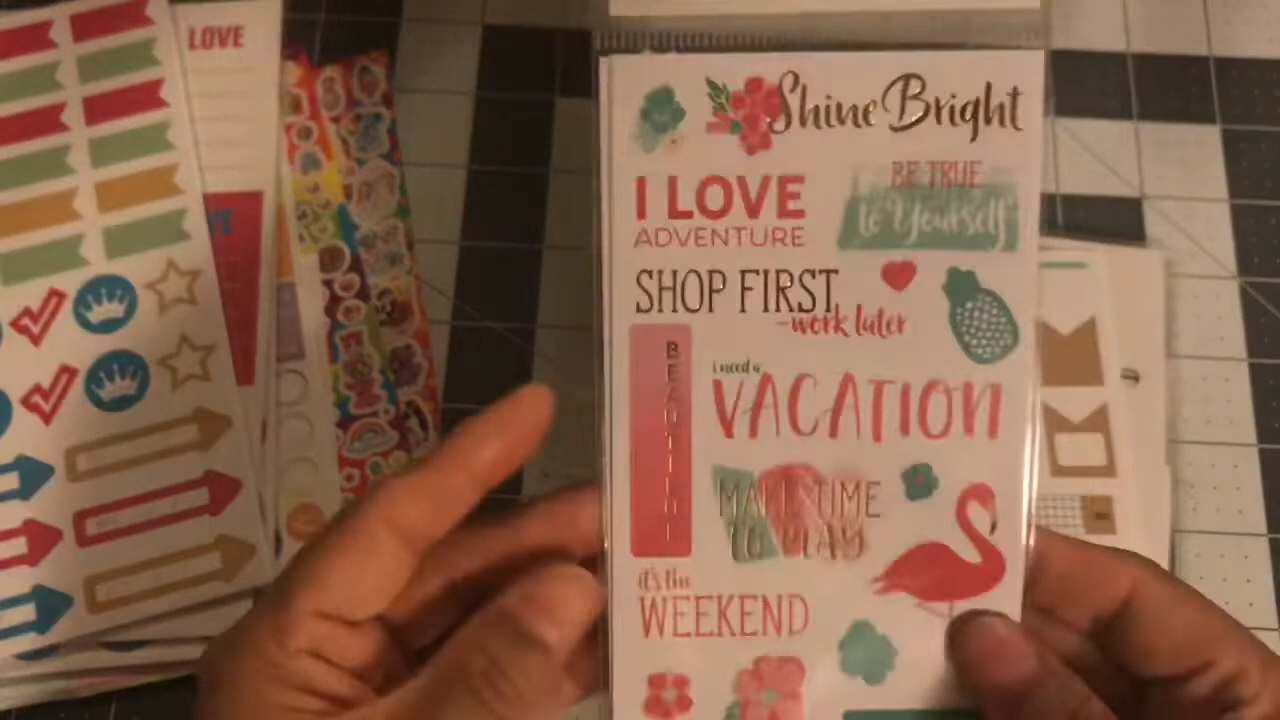 LOVE
Shine Bright
I LOVE
ADVENTURE
BE TRUE
to Yourself
SHOP FIRST
-work later
BEAUTIFUL
i need a
VACATION
MAKE TIME
to PLAY
it's the
WEEKEND